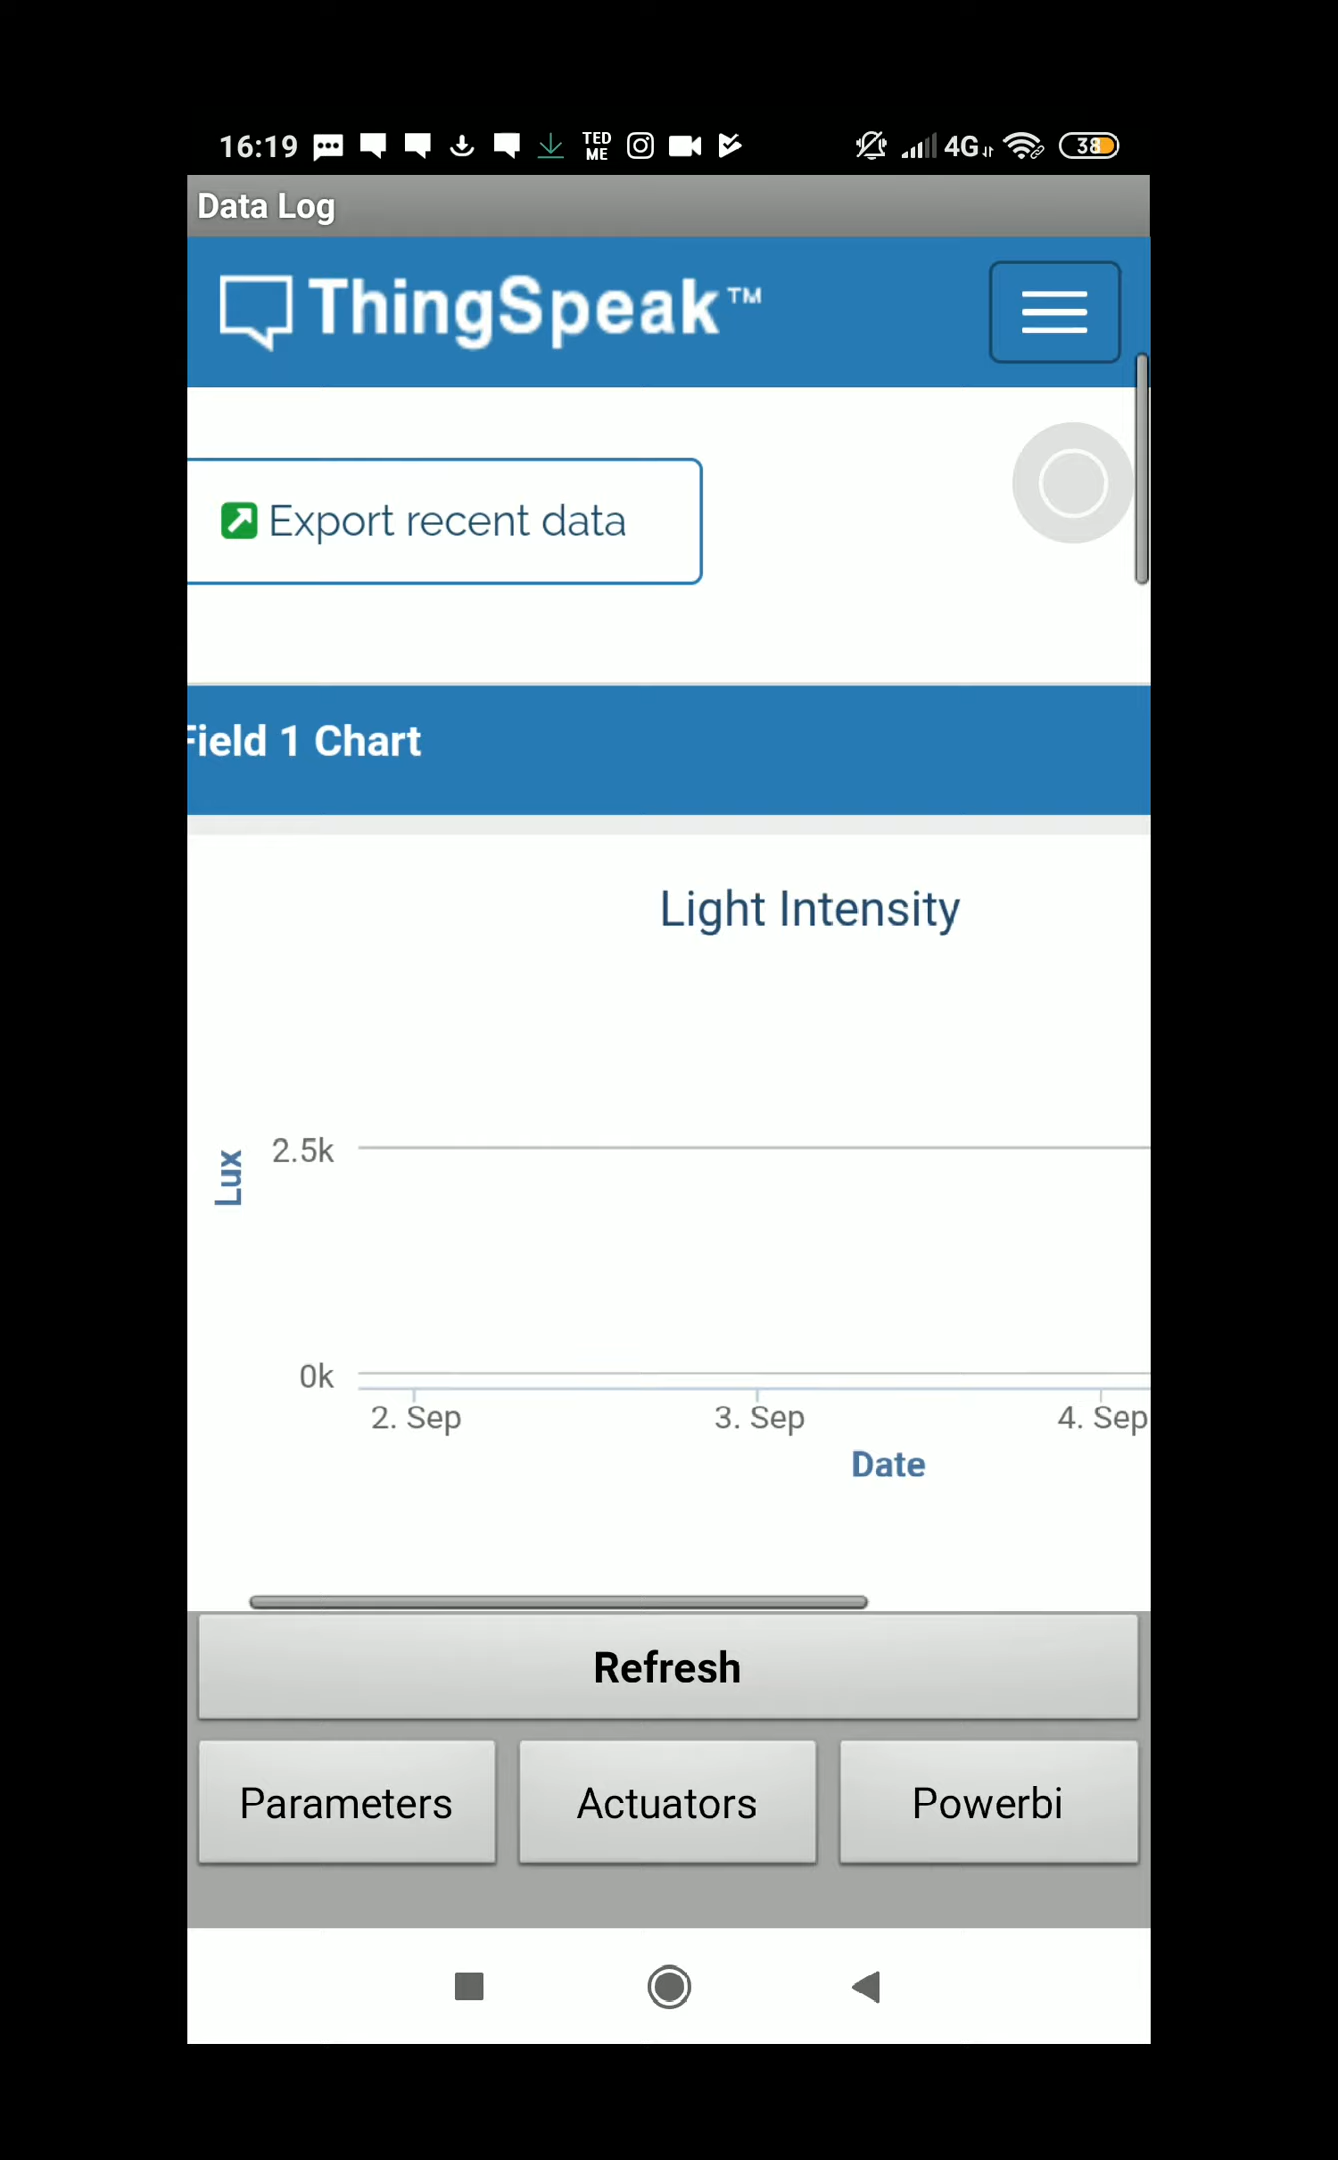 16:19 TED ME 4G 38
Data Log
ThingSpeak™
Export recent data
Field 1 Chart
Light Intensity
Lux
2.5k
0k
2. Sep 3. Sep 4. Sep
Date
Refresh
Parameters Actuators Powerbi